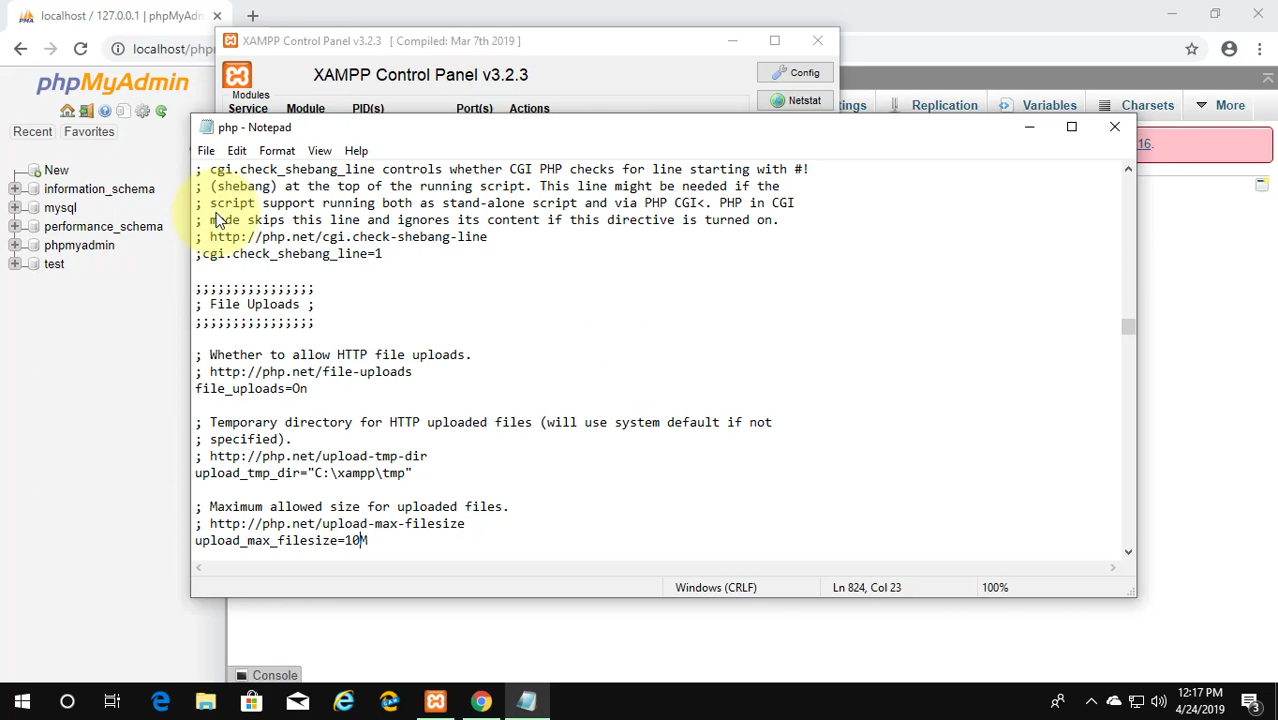 localhost / 127.0.0.1 | phpMyAdm
localhost/php
XAMPP Control Panel v3.2.3 [ Compiled: Mar 7th 2019 ]
XAMPP Control Panel v3.2.3
Config
Modules
Service Module PID(s) Port(s) Actions
Netstat
phpMyAdmin
Replication
Variables
Charsets
More
Recent
Favorites
New
information_schema
mysql
performance_schema
phpmyadmin
test
php - Notepad
File Edit Format View Help
; cgi.check_shebang_line controls whether CGI PHP checks for line starting with #!
; (shebang) at the top of the running script. This line might be needed if the
; script support running both as stand-alone script and via PHP CGI<. PHP in CGI
; mode skips this line and ignores its content if this directive is turned on.
; http://php.net/cgi.check-shebang-line
;cgi.check_shebang_line=1
;;;;;;;;;;;;;;;;
; File Uploads ;
;;;;;;;;;;;;;;;;
; Whether to allow HTTP file uploads.
; http://php.net/file-uploads
file_uploads=On
; Temporary directory for HTTP uploaded files (will use system default if not
; specified).
; http://php.net/upload-tmp-dir
upload_tmp_dir="C:\xampp\tmp"
; Maximum allowed size for uploaded files.
; http://php.net/upload-max-filesize
upload_max_filesize=10M
Windows (CRLF)
Ln 824, Col 23
100%
Console
12:17 PM
4/24/2019
3